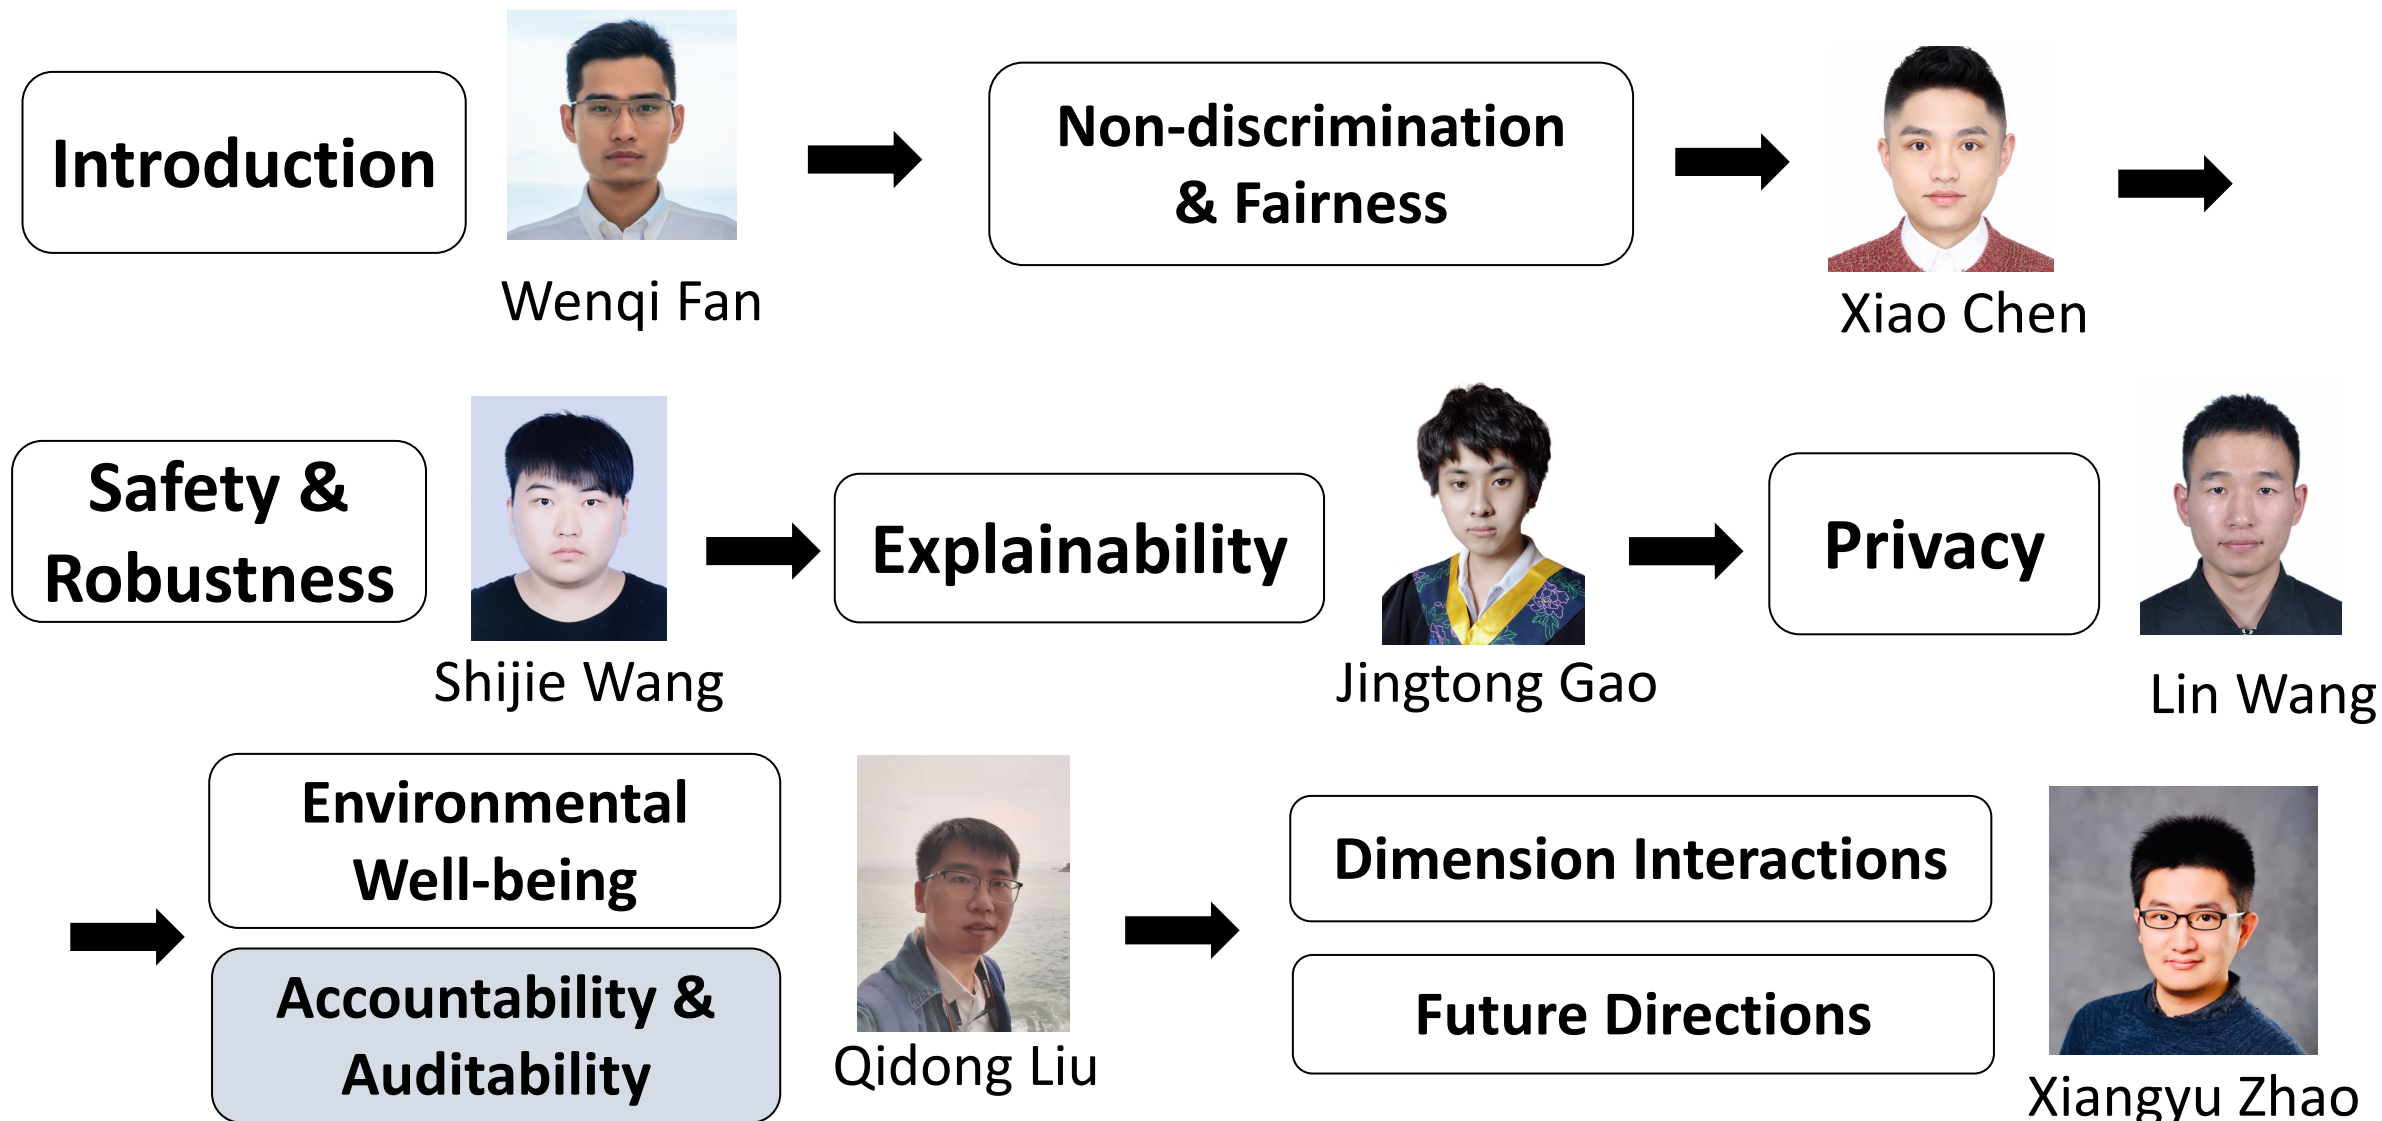 Introduction
Wenqi Fan
Non-discrimination
& Fairness
Xiao Chen
Safety &
Robustness
Shijie Wang
Explainability
Jingtong Gao
Privacy
Lin Wang
Environmental
Well-being
Accountability &
Auditability
Qidong Liu
Dimension Interactions
Future Directions
Xiangyu Zhao